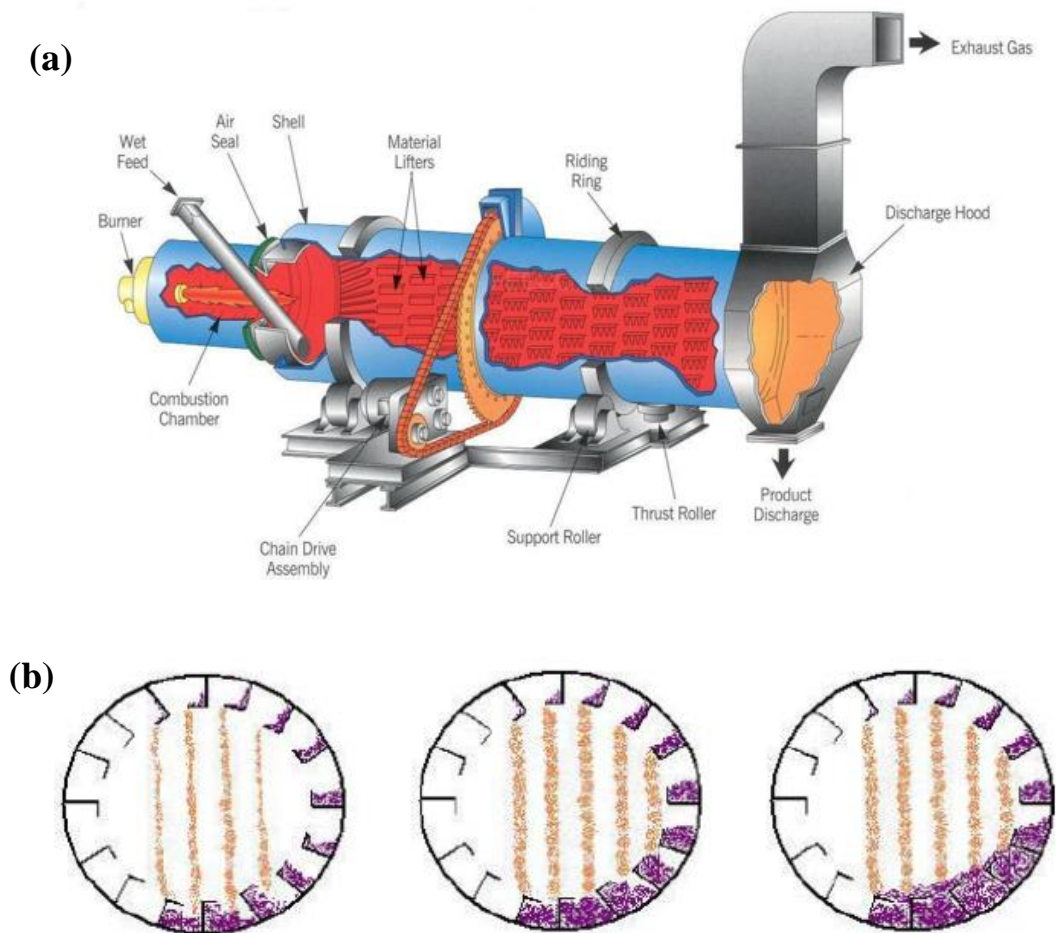 (a)
Exhaust Gas
Air
Seal
Shell
Material
Lifters
Wet
Feed
Riding
Ring
Burner
Discharge Hood
Combustion
Chamber
Product
Discharge
Thrust Roller
Support Roller
Chain Drive
Assembly
(b)